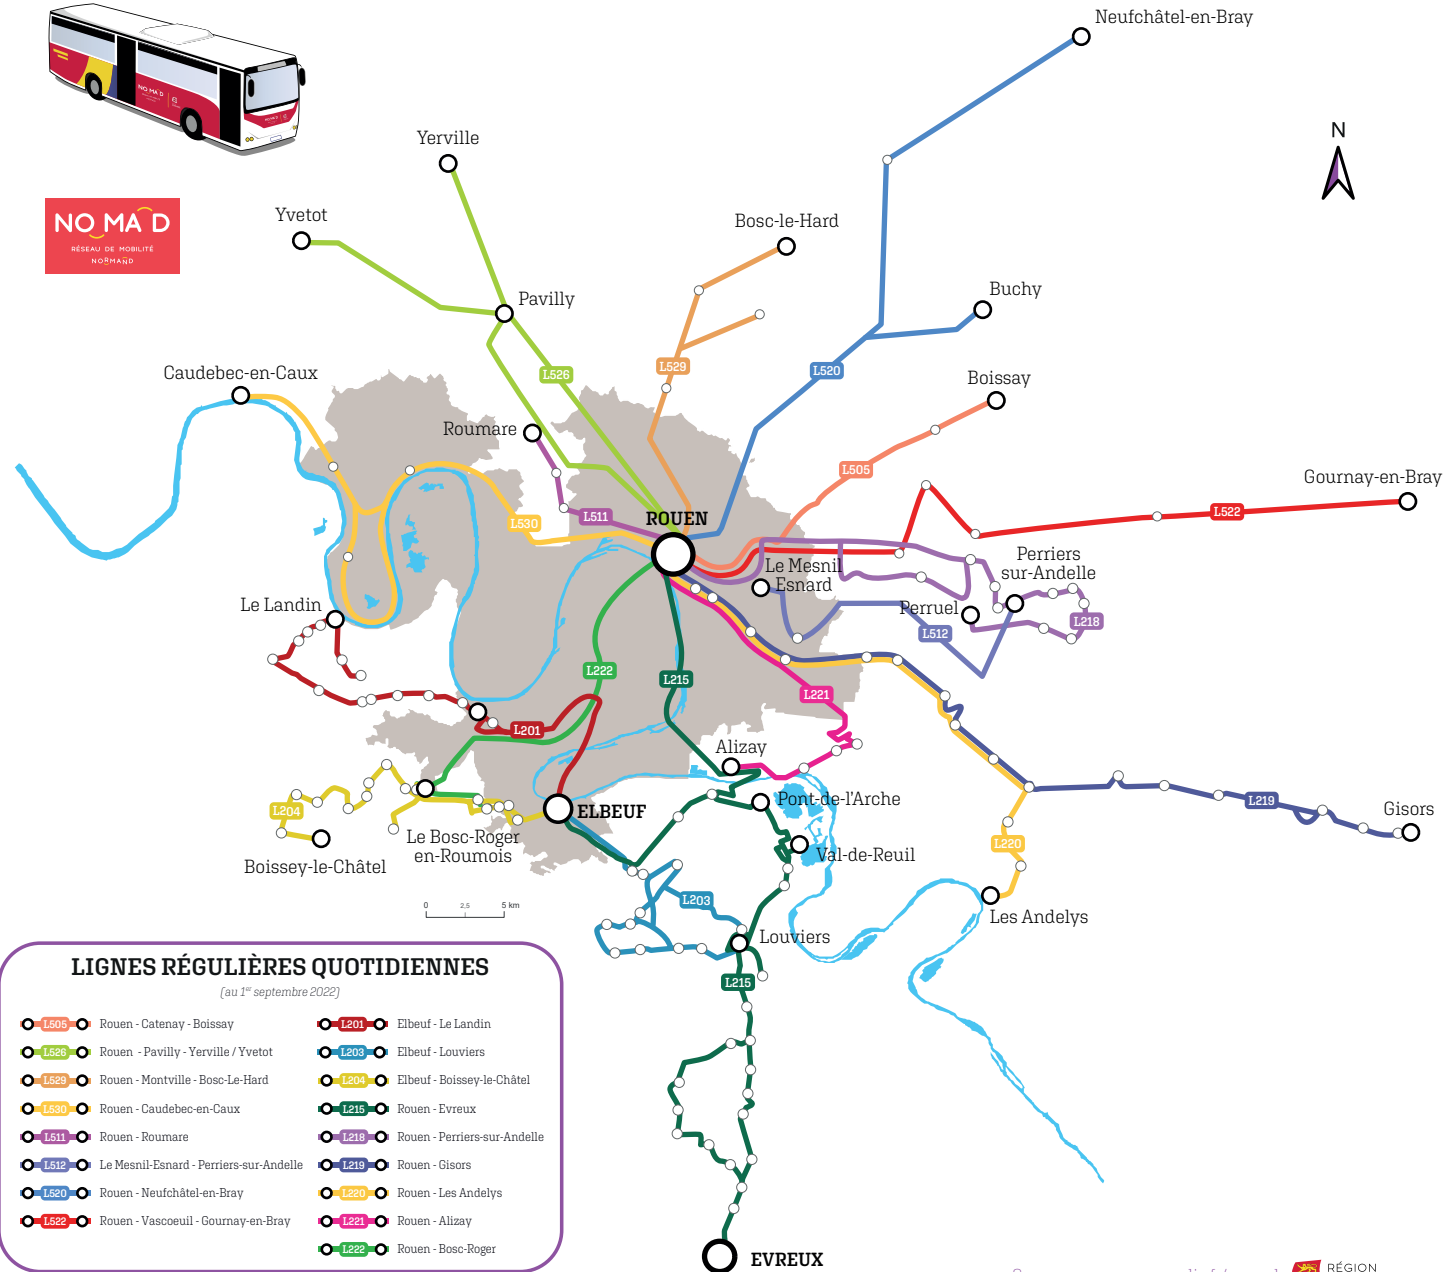 Neufchâtel-en-Bray
NO MA D
Yerville
N
NO MA D
RÉSEAU DE MOBILITÉ
NORMAND
Yvetot
Bosc-le-Hard
Pavilly
Buchy
Caudebec-en-Caux
L526
L529
L520
Boissay
Roumare
L505
Gournay-en-Bray
L530
L511
ROUEN
L522
Le Mesnil
Esnard
Perriers
sur-Andelle
Le Landin
Perruel
L218
L512
L222
L215
L221
L201
Alizay
L204
ELBEUF
Pont-de-l'Arche
L219
Gisors
Le Bosc-Roger
en-Roumois
Boissey-le-Châtel
Val-de-Reuil
L220
0 2,5 5 km
L203
Les Andelys
Louviers
L215
LIGNES RÉGULIÈRES QUOTIDIENNES
(au 1er septembre 2022)
L505 Rouen - Catenay - Boissay
L526 Rouen - Pavilly - Yerville / Yvetot
L529 Rouen - Montville - Bosc-Le-Hard
L530 Rouen - Caudebec-en-Caux
L511 Rouen - Roumare
L512 Le Mesnil-Esnard - Perriers-sur-Andelle
L520 Rouen - Neufchâtel-en-Bray
L522 Rouen - Vascoeuil - Gournay-en-Bray
L201 Elbeuf - Le Landin
L203 Elbeuf - Louviers
L204 Elbeuf - Boissey-le-Châtel
L215 Rouen - Evreux
L218 Rouen - Perriers-sur-Andelle
L219 Rouen - Gisors
L220 Rouen - Les Andelys
L221 Rouen - Alizay
L222 Rouen - Bosc-Roger
EVREUX
RÉGION